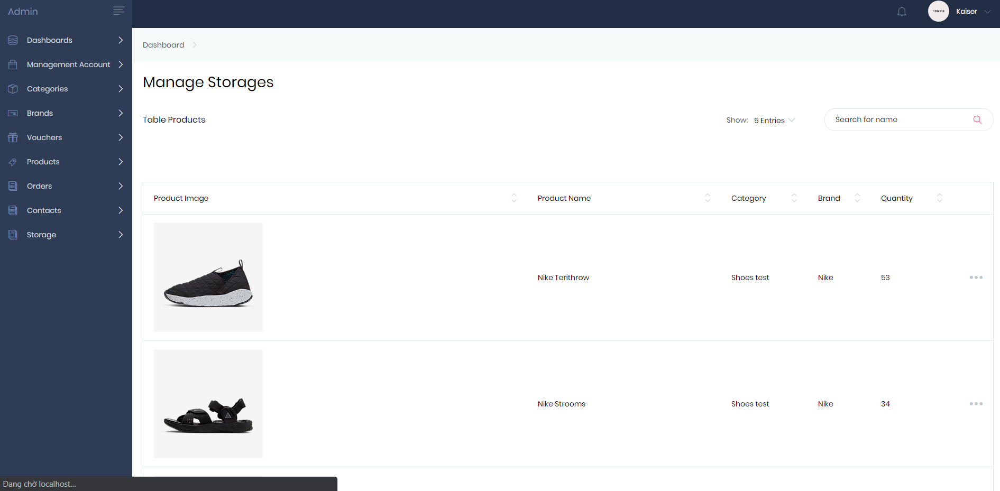 Admin
Kaiser
Dashboards
Management Account
Categories
Brands
Vouchers
Products
Orders
Contacts
Storage
Dashboard
Manage Storages
Table Products
Show: 5 Entries
Search for name
Product Image Product Name Category Brand Quantity
Nike Terithrow Shoes test Nike 53
Nike Strooms Shoes test Nike 34
Đang chờ localhost...